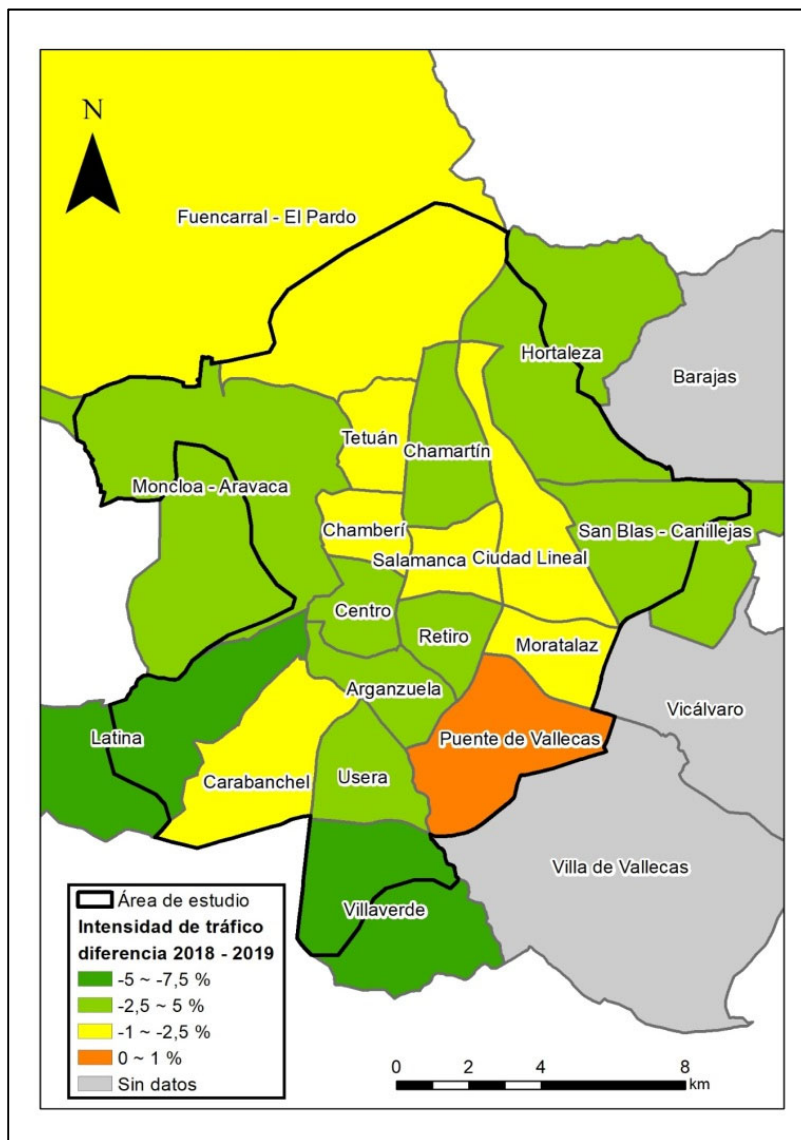 N
Fuencarral - El Pardo
Hortaleza
Barajas
Tetuán
Chamartín
Moncloa - Aravaca
Chamberí
San Blas - Canillejas
Salamanca
Ciudad Lineal
Centro
Retiro
Moratalaz
Arganzuela
Vicálvaro
Latina
Puente de Vallecas
Carabanchel
Usera
Villa de Vallecas
Villaverde
Área de estudio
Intensidad de tráfico
diferencia 2018 - 2019
-5 ~ -7,5 %
-2,5 ~ 5 %
-1 ~ -2,5 %
0 ~ 1 %
Sin datos
0 2 4 8
km